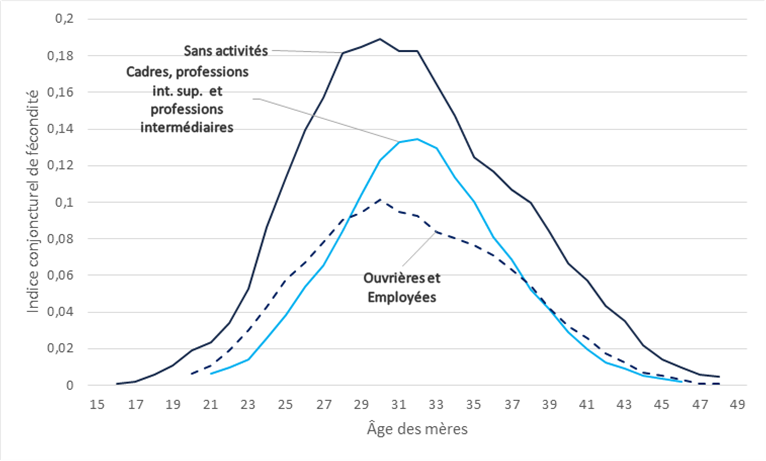 0,2
0,18
0,16
0,14
0,12
0,1
0,08
0,06
0,04
0,02
0
Indice conjoncturel de fécondité
Sans activités
Cadres, professions
int. sup. et
professions
intermédiaires
Ouvrières et
Employées
15 17 19 21 23 25 27 29 31 33 35 37 39 41 43 45 47 49
Âge des mères